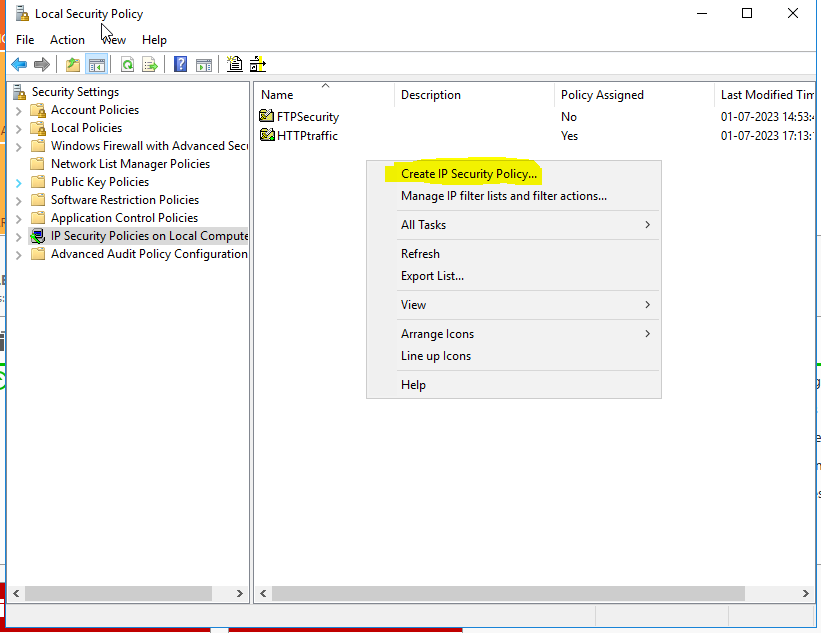 Local Security Policy
File Action View Help
Security Settings
Account Policies
Local Policies
Windows Firewall with Advanced Secu
Network List Manager Policies
Public Key Policies
Software Restriction Policies
Application Control Policies
IP Security Policies on Local Compute
Advanced Audit Policy Configuration
Name Description Policy Assigned Last Modified Tim
FTPSecurity No 01-07-2023 14:53:
HTTPtraffic Yes 01-07-2023 17:13:
Create IP Security Policy...
Manage IP filter lists and filter actions...
All Tasks
Refresh
Export List...
View
Arrange Icons
Line up Icons
Help